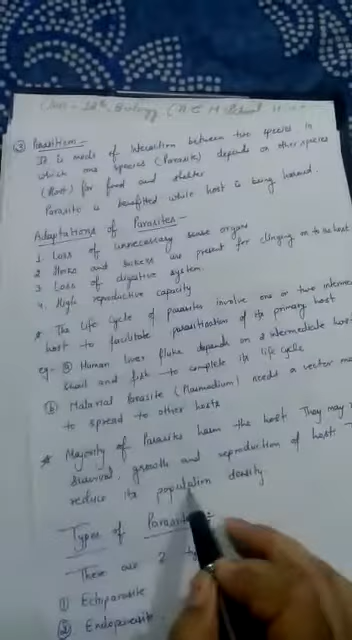 Class - 12th, Biology (N.E.M. School
③ Parasitism -
It is mode of interaction between two species in
which one species (Parasite) depends on other species
(Host) for food and shelter
Parasite is benefitted while host is being harmed.
Adaptations of Parasites -
1. Loss of unnecessary sense organs
2. Hooks and suckers are present for clinging on to the host
3. Loss of digestive system.
4. High reproductive capacity
* The life cycle of parasites involve one or two interme
host to facilitate parasitisation of its primary host
eg- ⓐ Human liver fluke depends on 2 intermediate host
snail and fish to complete its life cycle
ⓑ Malarial Parasite (Plasmodium) needs a vector
to spread to other hosts
* Majority of Parasite harm the host. They may
survival, growth and reproduction of host
reduce its population density
Types of Parasites :-
- There are 2 ty
① Ectoparasite
② Endoparasite